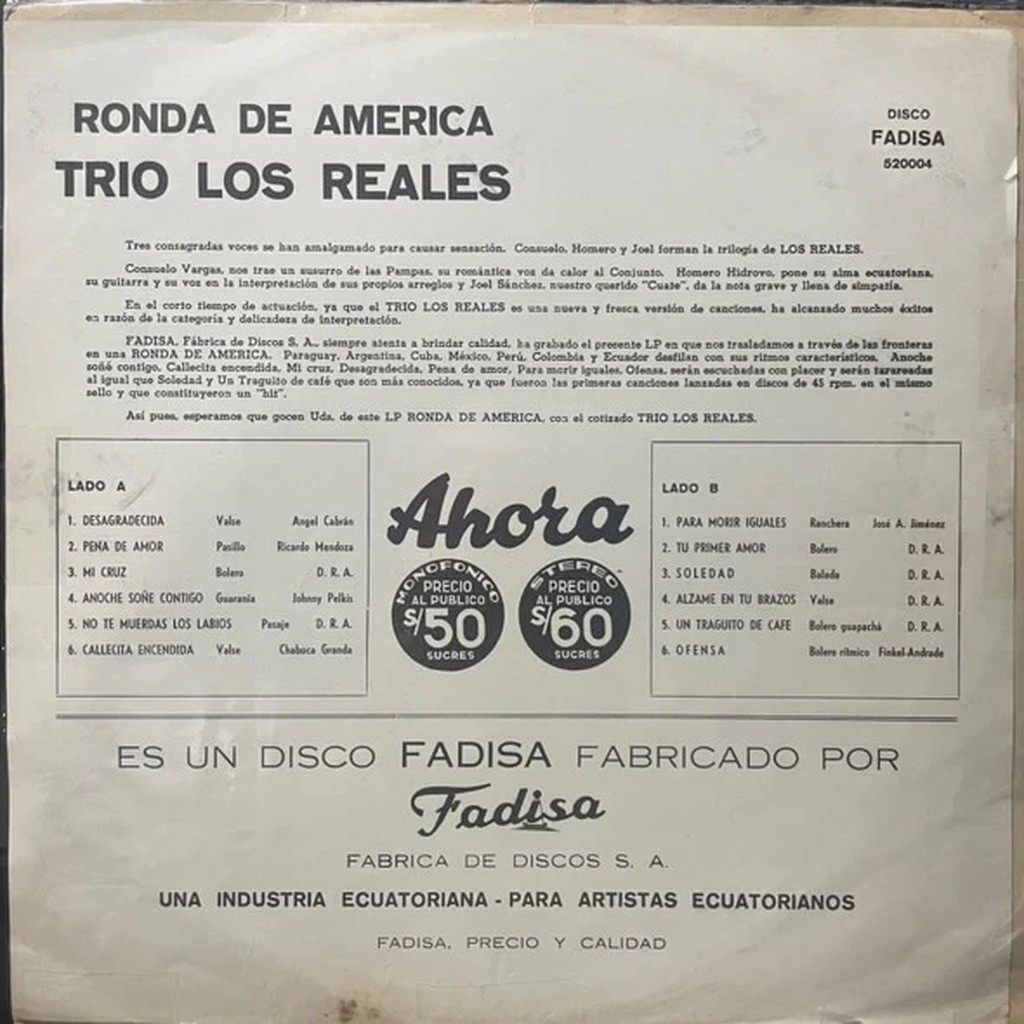 RONDA DE AMERICA
TRIO LOS REALES
DISCO
FADISA
520004
Tres consagradas voces se han amalgamado para causar sensación. Consuelo, Homero y Joel forman la trilogía de LOS REALES.
Consuelo Vargas, nos trae un susurro de las Pampas, su romántica voz da calor al Conjunto. Homero Hidrovo, pone su alma ecuatoriana,
su guitarra y su voz en la interpretación de sus propios arreglos y Joel Sánchez, nuestro querido "Cuate", da la nota grave y llena de simpatía.
En el corto tiempo de actuación, ya que el TRIO LOS REALES es una nueva y fresca versión de canciones, ha alcanzado muchos éxitos
en razón de la categoría y delicadeza de interpretación.
FADISA, Fábrica de Discos S. A., siempre atenta a brindar calidad, ha grabado el presente LP en que nos trasladamos a través de las fronteras
en una RONDA DE AMERICA. Paraguay, Argentina, Cuba, México, Perú, Colombia y Ecuador desfilan con sus ritmos característicos. Anoche
soñé contigo, Callecita encendida, Mi cruz, Desagradecida, Pena de amor, Para morir iguales, Ofensa, serán escuchadas con placer y serán tarareadas
al igual que Soledad y Un Traguito de café que son más conocidos, ya que fueron las primeras canciones lanzadas en discos de 45 rpm. en el mismo
sello y que constituyeron un "hit".
Así pues, esperamos que gocen Uds. de este LP RONDA DE AMERICA, con el cotizado TRIO LOS REALES.
LADO A
1. DESAGRADECIDA Valse Angel Cabrán
2. PENA DE AMOR Pasillo Ricardo Mendoza
3. MI CRUZ Bolero D. R. A.
4. ANOCHE SOÑE CONTIGO Guarania Johnny Pelkis
5. NO TE MUERDAS LOS LABIOS Pasaje D. R. A.
6. CALLECITA ENCENDIDA Valse Chabuca Granda
Ahora
MONOFONICO
PRECIO
AL PUBLICO
S/50
SUCRES
STEREO
PRECIO
AL PUBLICO
S/60
SUCRES
LADO B
1. PARA MORIR IGUALES Ranchera José A. Jiménez
2. TU PRIMER AMOR Bolero D. R. A.
3. SOLEDAD Balada D. R. A.
4. ALZAME EN TU BRAZOS Valse D. R. A.
5. UN TRAGUITO DE CAFE Bolero guapachá D. R. A.
6. OFENSA Bolero rítmico Finkel-Andrade
ES UN DISCO FADISA FABRICADO POR
Fadisa
FABRICA DE DISCOS S. A.
UNA INDUSTRIA ECUATORIANA - PARA ARTISTAS ECUATORIANOS
FADISA, PRECIO Y CALIDAD